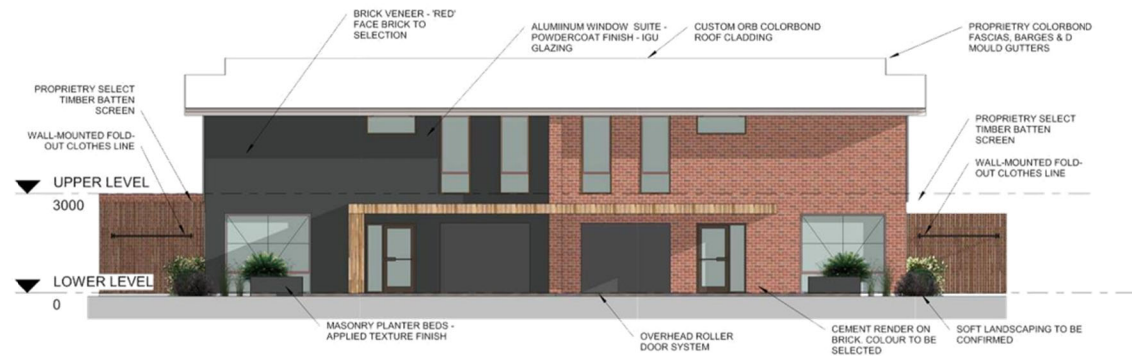 BRICK VENEER - 'RED'
FACE BRICK TO
SELECTION
ALUMIINUM WINDOW SUITE -
POWDERCOAT FINISH - IGU
GLAZING
CUSTOM ORB COLORBOND
ROOF CLADDING
PROPRIETRY COLORBOND
FASCIAS, BARGES & D
MOULD GUTTERS
PROPRIETRY SELECT
TIMBER BATTEN
SCREEN
WALL-MOUNTED FOLD-
OUT CLOTHES LINE
PROPRIETRY SELECT
TIMBER BATTEN
SCREEN
WALL-MOUNTED FOLD-
OUT CLOTHES LINE
UPPER LEVEL
3000
LOWER LEVEL
0
MASONRY PLANTER BEDS -
APPLIED TEXTURE FINISH
OVERHEAD ROLLER
DOOR SYSTEM
CEMENT RENDER ON
BRICK. COLOUR TO BE
SELECTED
SOFT LANDSCAPING TO BE
CONFIRMED